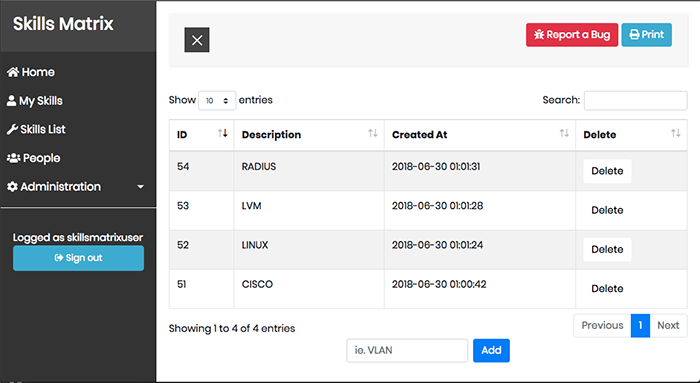 Skills Matrix
Home
My Skills
Skills List
People
Administration
Logged as skillsmatrixuser
Sign out
Report a Bug Print
Show 10 entries Search:
ID Description Created At Delete
54 RADIUS 2018-06-30 01:01:31 Delete
53 LVM 2018-06-30 01:01:28 Delete
52 LINUX 2018-06-30 01:01:24 Delete
51 CISCO 2018-06-30 01:00:42 Delete
Showing 1 to 4 of 4 entries Previous 1 Next
ie. VLAN Add